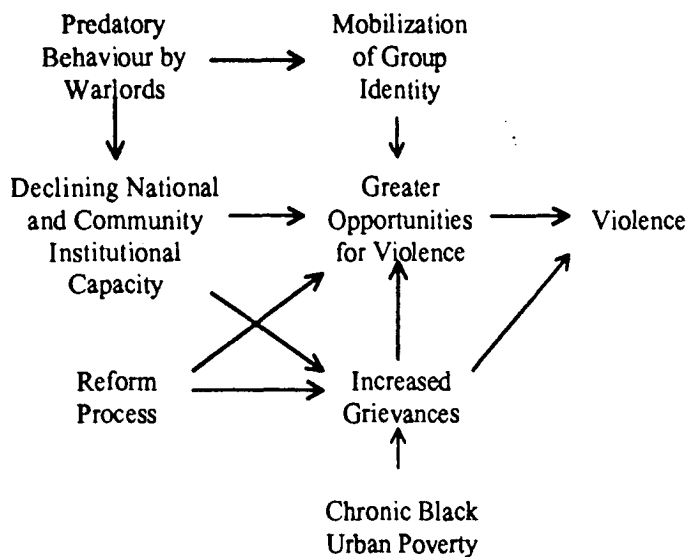 Predatory
Behaviour by
Warlords
Mobilization
of Group
Identity
Declining National
and Community
Institutional
Capacity
Greater
Opportunities
for Violence
Violence
Reform
Process
Increased
Grievances
Chronic Black
Urban Poverty